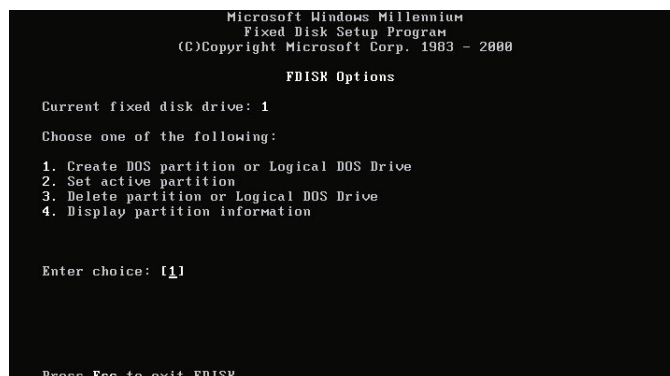 Microsoft Windows Millennium
Fixed Disk Setup Program
(C)Copyright Microsoft Corp. 1983 - 2000
FDISK Options
Current fixed disk drive: 1
Choose one of the following:
1. Create DOS partition or Logical DOS Drive
2. Set active partition
3. Delete partition or Logical DOS Drive
4. Display partition information
Enter choice: [1]
Press Esc to exit FDISK